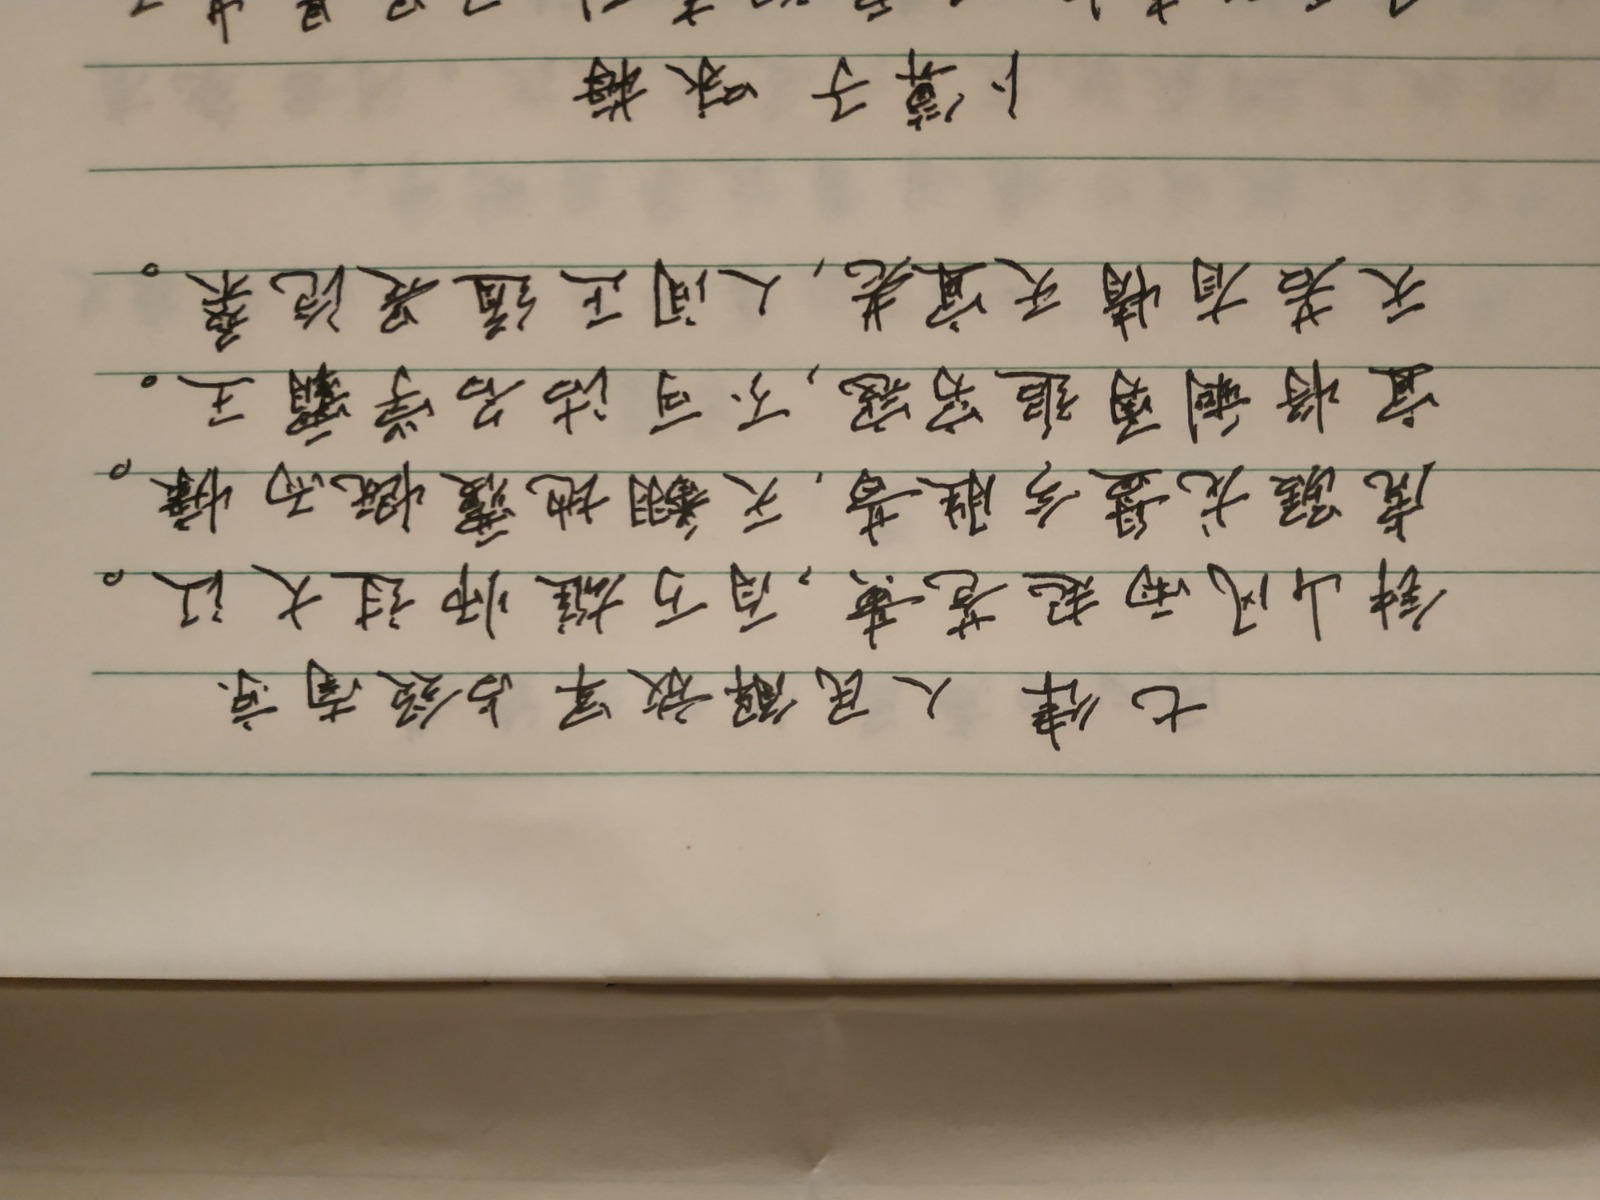 七律 人民解放军占领南京
钟山风雨起苍黄，百万雄师过大江。
虎踞龙盘今胜昔，天翻地覆慨而慷。
宜将剩勇追穷寇，不可沽名学霸王。
天若有情天宜老，人间正道是沧桑。
卜算子 咏梅